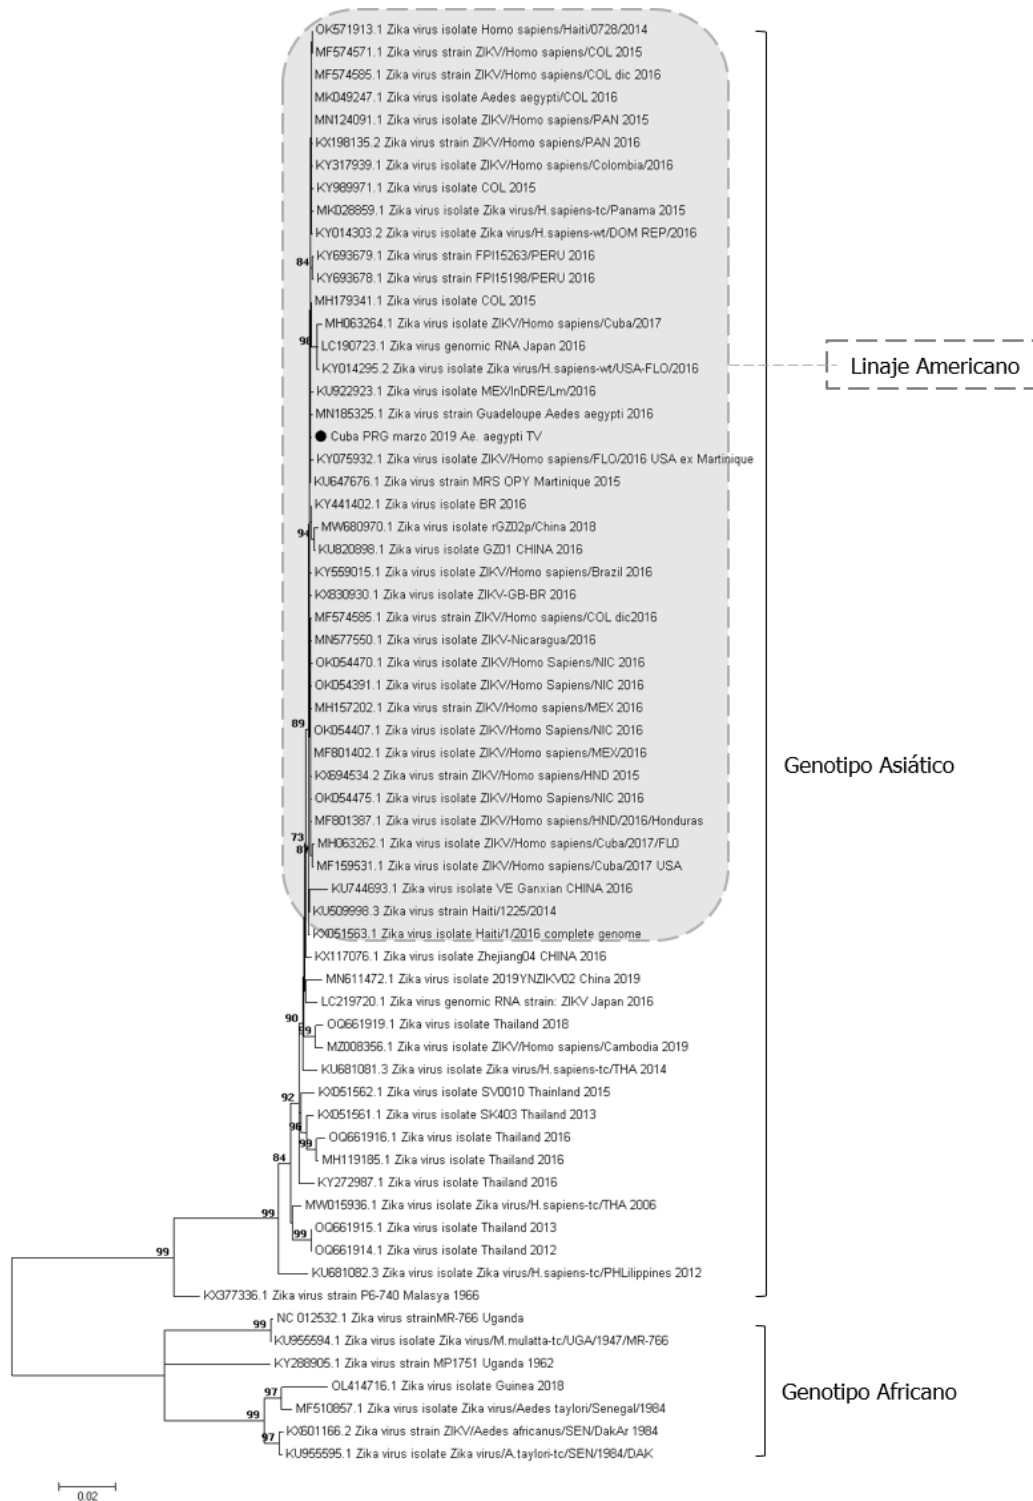 OK571913.1 Zika virus isolate Homo sapiens/Haiti/0728/2014
MF574571.1 Zika virus strain ZIKV/Homo sapiens/COL 2015
MF574585.1 Zika virus strain ZIKV/Homo sapiens/COL dic 2016
MK049247.1 Zika virus isolate Aedes aegypti/COL 2016
MN124091.1 Zika virus isolate ZIKV/Homo sapiens/PAN 2015
KX198135.2 Zika virus strain ZIKV/Homo sapiens/PAN 2016
KY317939.1 Zika virus isolate ZIKV/Homo sapiens/Colombia/2016
KY989971.1 Zika virus isolate COL 2015
MK028859.1 Zika virus isolate Zika virus/H.sapiens-tc/Panama 2015
KY014303.2 Zika virus isolate Zika virus/H.sapiens-wt/DOM REP/2016
KY693679.1 Zika virus strain FPI15263/PERU 2016
84
KY693678.1 Zika virus strain FPI15198/PERU 2016
MH179341.1 Zika virus isolate COL 2015
MH063264.1 Zika virus isolate ZIKV/Homo sapiens/Cuba/2017
98
LC190723.1 Zika virus genomic RNA Japan 2016
KY014295.2 Zika virus isolate Zika virus/H.sapiens-wt/USA-FLO/2016
Linaje Americano
KU922923.1 Zika virus isolate MEX/InDRE/Lm/2016
MN185325.1 Zika virus strain Guadeloupe Aedes aegypti 2016
Cuba PRG marzo 2019 Ae. aegypti TV
KY075932.1 Zika virus isolate ZIKV/Homo sapiens/FLO/2016 USA ex Martinique
KU647676.1 Zika virus strain MRS OPY Martinique 2015
KY441402.1 Zika virus isolate BR 2016
MW680970.1 Zika virus isolate rGZ02p/China 2018
94
KU820898.1 Zika virus isolate GZ01 CHINA 2016
KY559015.1 Zika virus isolate ZIKV/Homo sapiens/Brazil 2016
KX830930.1 Zika virus isolate ZIKV-GB-BR 2016
MF574585.1 Zika virus strain ZIKV/Homo sapiens/COL dic2016
MN577550.1 Zika virus isolate ZIKV-Nicaragua/2016
OK054470.1 Zika virus isolate ZIKV/Homo Sapiens/NIC 2016
OK054391.1 Zika virus isolate ZIKV/Homo Sapiens/NIC 2016
MH157202.1 Zika virus strain ZIKV/Homo sapiens/MEX 2016
89
OK054407.1 Zika virus isolate ZIKV/Homo Sapiens/NIC 2016
MF801402.1 Zika virus isolate ZIKV/Homo sapiens/MEX/2016
Genotipo Asiático
KX694534.2 Zika virus strain ZIKV/Homo sapiens/HND 2015
OK054475.1 Zika virus isolate ZIKV/Homo Sapiens/NIC 2016
MF801387.1 Zika virus isolate ZIKV/Homo sapiens/HND/2016/Honduras
73
MH063262.1 Zika virus isolate ZIKV/Homo sapiens/Cuba/2017/FL0
87
MF159531.1 Zika virus isolate ZIKV/Homo sapiens/Cuba/2017 USA
KU744693.1 Zika virus isolate VE Ganxian CHINA 2016
KU509998.3 Zika virus strain Haiti/1225/2014
KX051563.1 Zika virus isolate Haiti/1/2016 complete genome
KX117076.1 Zika virus isolate Zhejiang04 CHINA 2016
MN611472.1 Zika virus isolate 2019YNZIKV02 China 2019
LC219720.1 Zika virus genomic RNA strain: ZIKV Japan 2016
90
OQ661919.1 Zika virus isolate Thailand 2018
99
MZ008356.1 Zika virus isolate ZIKV/Homo sapiens/Cambodia 2019
KU681081.3 Zika virus isolate Zika virus/H.sapiens-tc/THA 2014
KX051562.1 Zika virus isolate SV0010 Thainland 2015
92
KX051561.1 Zika virus isolate SK403 Thailand 2013
96
OQ661916.1 Zika virus isolate Thailand 2016
99
MH119185.1 Zika virus isolate Thailand 2016
84
KY272987.1 Zika virus isolate Thailand 2016
MW015936.1 Zika virus isolate Zika virus/H.sapiens-tc/THA 2006
99
OQ661915.1 Zika virus isolate Thailand 2013
99
OQ661914.1 Zika virus isolate Thailand 2012
99
KU681082.3 Zika virus isolate Zika virus/H.sapiens-tc/PHLilippines 2012
KX377336.1 Zika virus strain P6-740 Malasya 1966
NC 012532.1 Zika virus strainMR-766 Uganda
99
KU955594.1 Zika virus isolate Zika virus/M.mulatta-tc/UGA/1947/MR-766
KY288905.1 Zika virus strain MP1751 Uganda 1962
OL414716.1 Zika virus isolate Guinea 2018
97
Genotipo Africano
MF510857.1 Zika virus isolate Zika virus/Aedes taylori/Senegal/1984
99
KX601166.2 Zika virus strain ZIKV/Aedes africanus/SEN/DakAr 1984
97
KU955595.1 Zika virus isolate Zika virus/A.taylori-tc/SEN/1984/DAK
0.02